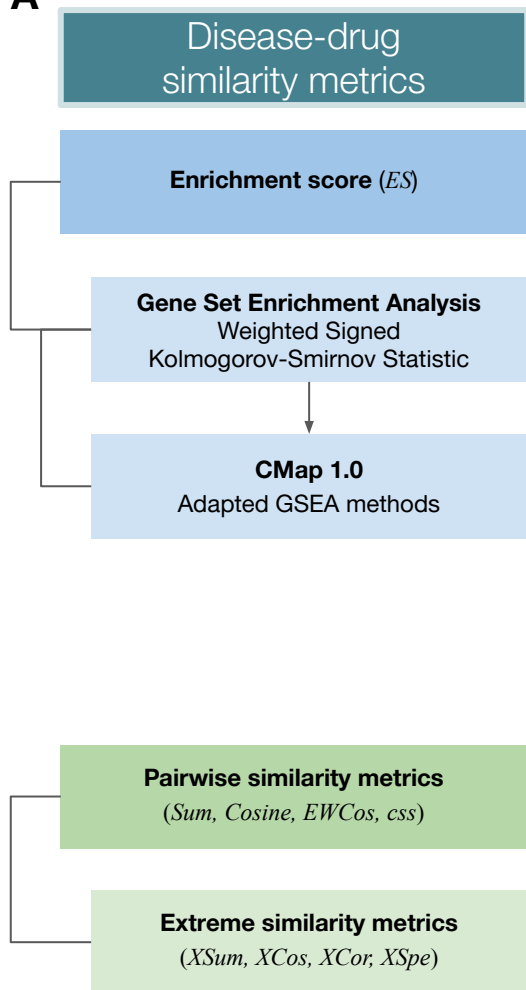 A
Disease-drug
similarity metrics
Enrichment score (ES)
Gene Set Enrichment Analysis
Weighted Signed
Kolmogorov-Smirnov Statistic
CMap 1.0
Adapted GSEA methods
Pairwise similarity metrics
(Sum, Cosine, EWCos, css)
Extreme similarity metrics
(XSum, XCos, XCor, XSpe)